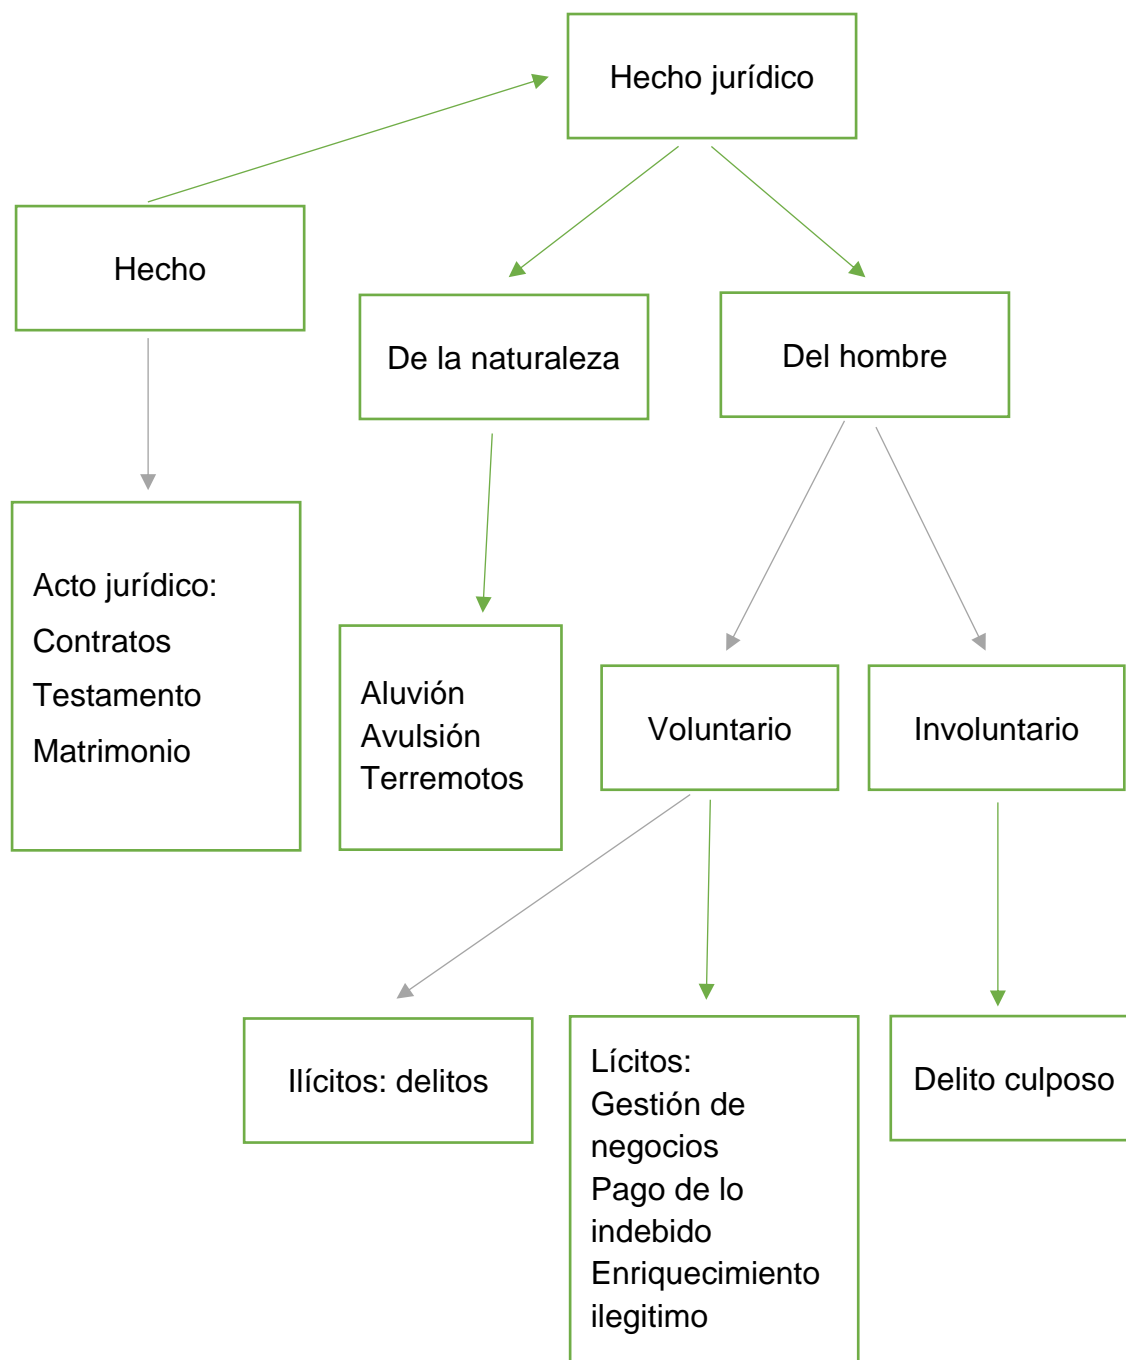 Hecho jurídico
Hecho
De la naturaleza
Del hombre
Acto jurídico:
Contratos
Testamento
Matrimonio
Aluvión
Avulsión
Terremotos
Voluntario
Involuntario
Ilícitos: delitos
Lícitos:
Gestión de
negocios
Pago de lo
indebido
Enriquecimiento
ilegitimo
Delito culposo